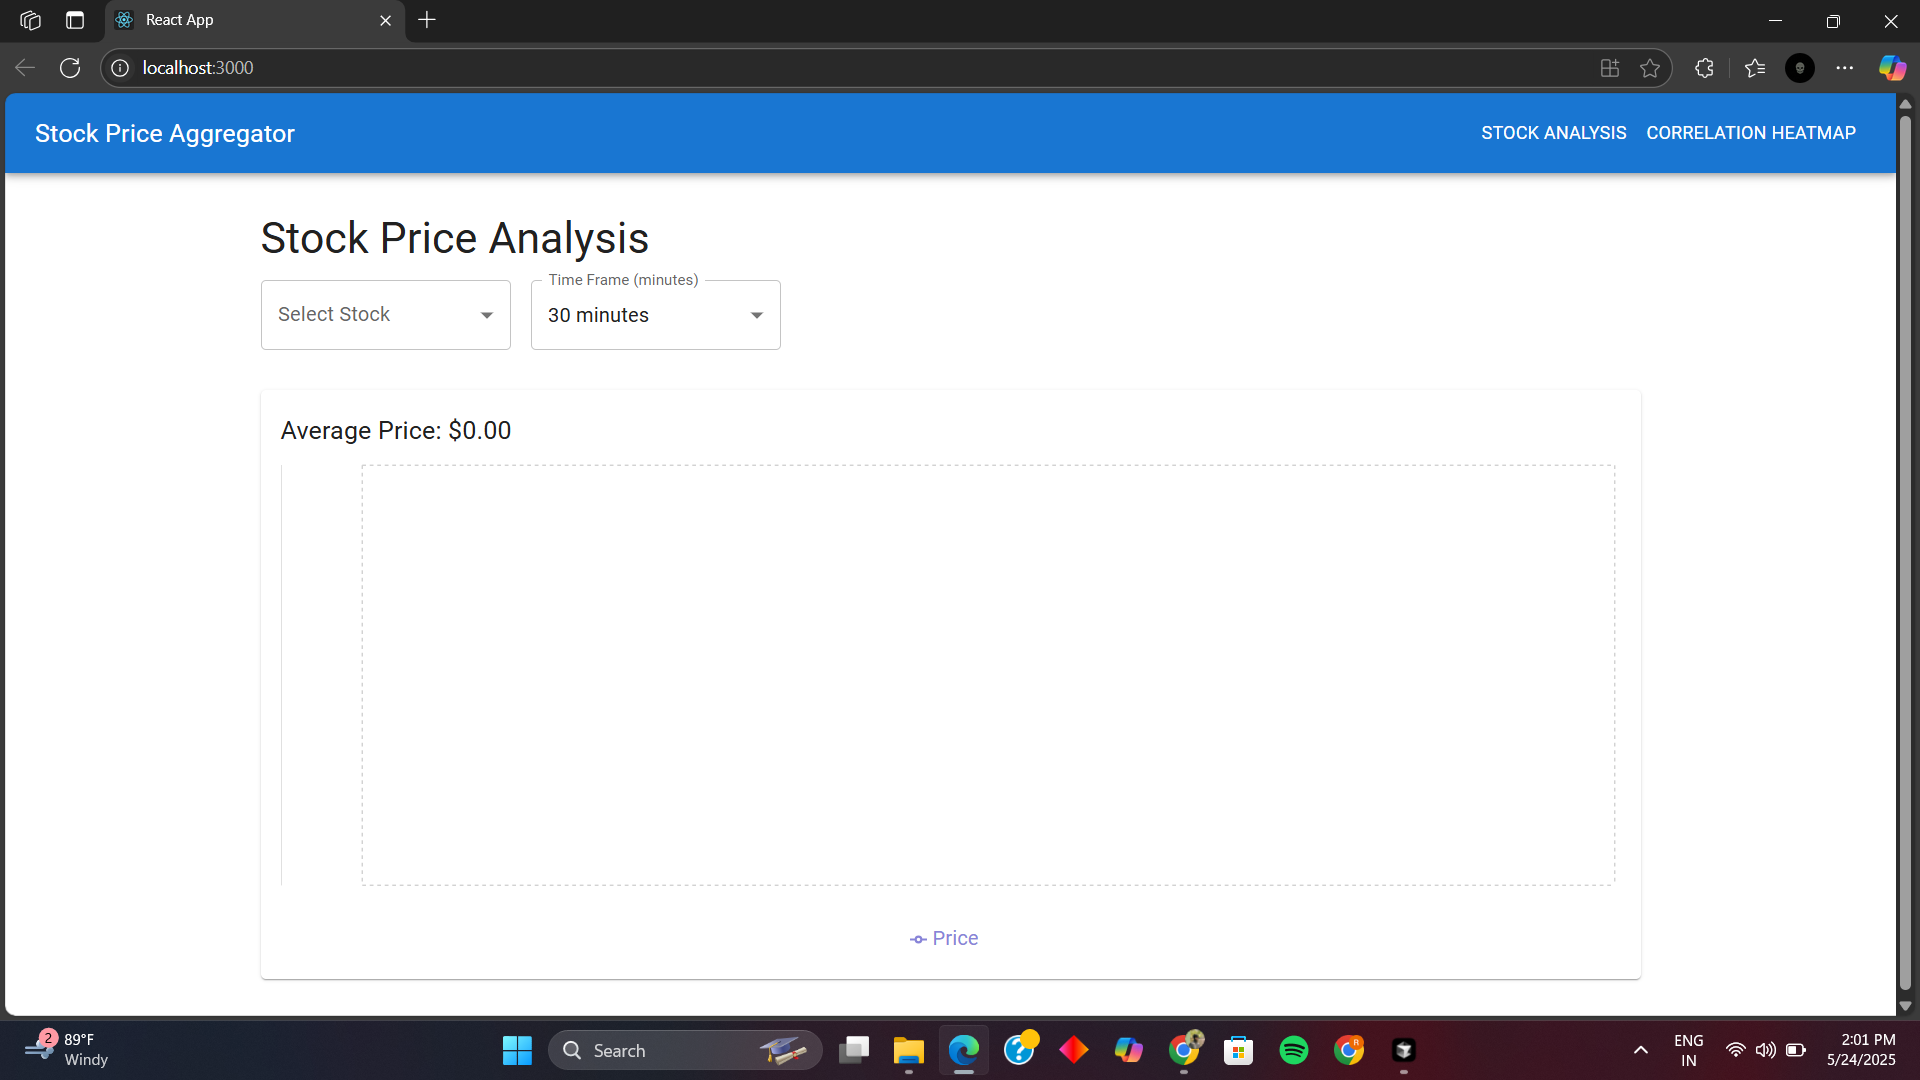 React App
localhost:3000
Stock Price Aggregator
STOCK ANALYSIS CORRELATION HEATMAP
Stock Price Analysis
Time Frame (minutes)
Select Stock
30 minutes
Average Price: $0.00
Price
2
89°F
Windy
Search
R
ENG
IN
2:01 PM
5/24/2025